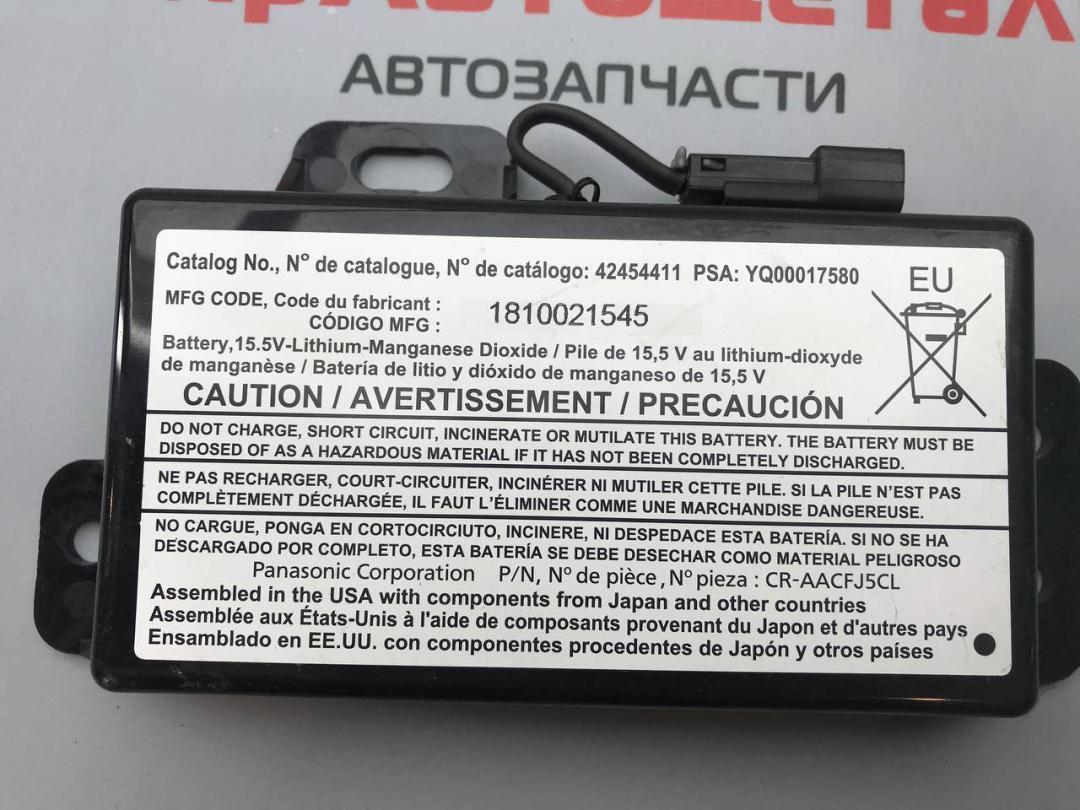 АВТОЗАПЧАСТИ
Catalog No., N° de catalogue, N° de catálogo: 42454411 PSA: YQ00017580
EU
MFG CODE, Code du fabricant :
CÓDIGO MFG :
1810021545
Battery,15.5V-Lithium-Manganese Dioxide / Pile de 15,5 V au lithium-dioxyde
de manganèse / Batería de litio y dióxido de manganeso de 15,5 V
CAUTION / AVERTISSEMENT / PRECAUCIÓN
DO NOT CHARGE, SHORT CIRCUIT, INCINERATE OR MUTILATE THIS BATTERY. THE BATTERY MUST BE
DISPOSED OF AS A HAZARDOUS MATERIAL IF IT HAS NOT BEEN COMPLETELY DISCHARGED.
NE PAS RECHARGER, COURT-CIRCUITER, INCINÉRER NI MUTILER CETTE PILE. SI LA PILE N'EST PAS
COMPLÈTEMENT DÉCHARGÉE, IL FAUT L'ÉLIMINER COMME UNE MARCHANDISE DANGEREUSE.
NO CARGUE, PONGA EN CORTOCIRCIUTO, INCINERE, NI DESPEDACE ESTA BATERÍA. SI NO SE HA
DESCARGADO POR COMPLETO, ESTA BATERÍA SE DEBE DESECHAR COMO MATERIAL PELIGROSO
Panasonic Corporation P/N, N° de pièce, N° pieza : CR-AACFJ5CL
Assembled in the USA with components from Japan and other countries
Assemblée aux États-Unis à l'aide de composants provenant du Japon et d'autres pays
Ensamblado en EE.UU. con componentes procedentes de Japón y otros países